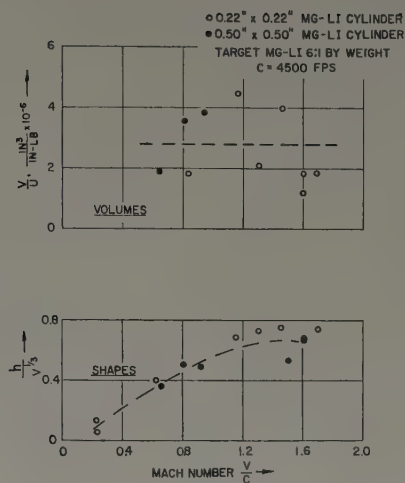 ○ 0.22" x 0.22" MG-LI CYLINDER
● 0.50" x 0.50" MG-LI CYLINDER
TARGET MG-LI 6:1 BY WEIGHT
C = 4500 FPS
6
4
2
0
V/U, IN³/IN-LB x10⁻⁶
VOLUMES
0.8
0.4
0
h/V^⅓
SHAPES
0 0.4 0.8 1.2 1.6 2.0
MACH NUMBER V/C